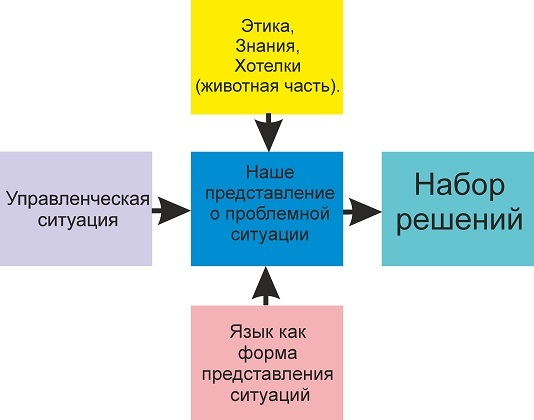 Этика,
Знания,
Хотелки
(животная часть).
Управленческая
ситуация
Наше
представление
о проблемной
ситуации
Набор
решений
Язык как
форма
представления
ситуаций